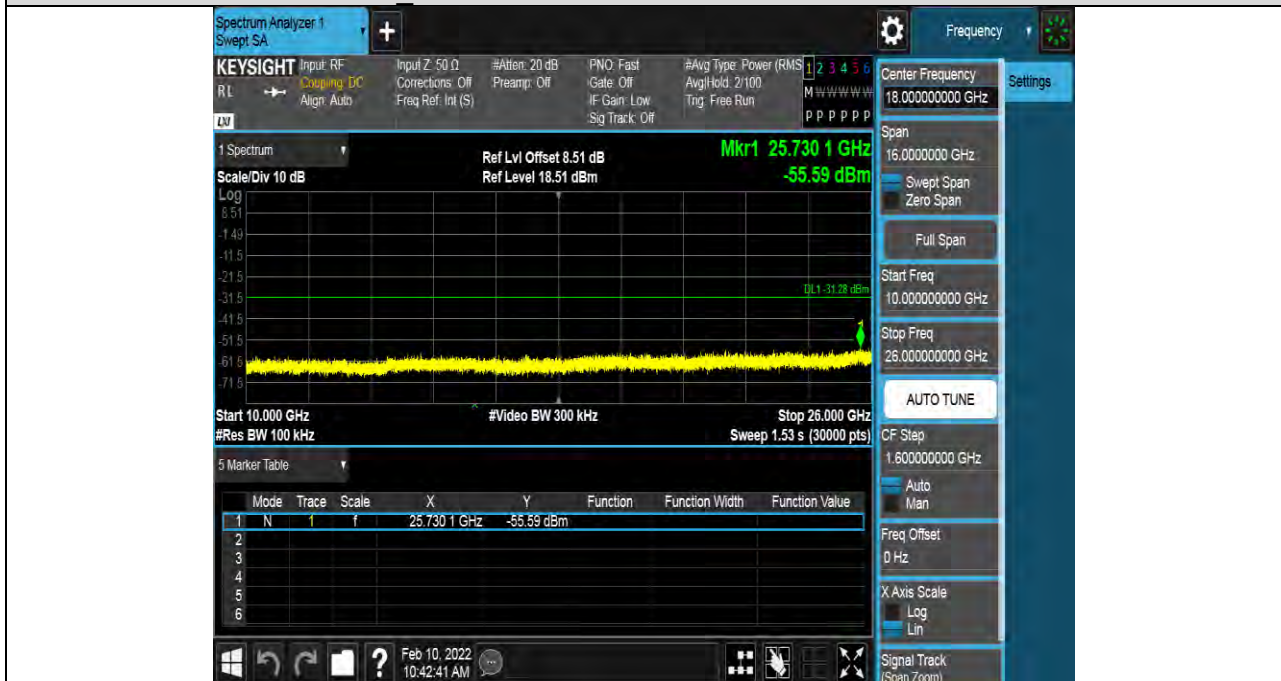 Spectrum Analyzer 1
Swept SA
+
Frequency
KEYSIGHT
RL
LXI
Input: RF
Coupling: DC
Align: Auto
Input Z: 50 Ω
Corrections: Off
Freq Ref: Int (S)
#Atten: 20 dB
Preamp: Off
PNO: Fast
Gate: Off
IF Gain: Low
Sig Track: Off
#Avg Type: Power (RMS
Avg|Hold: 2/100
Trig: Free Run
1 2 3 4 5 6
M W W W W W
P P P P P P
1 Spectrum
Scale/Div 10 dB
Ref Lvl Offset 8.51 dB
Ref Level 18.51 dBm
Mkr1 25.730 1 GHz
-55.59 dBm
Log
8.51
-1.49
-11.5
-21.5
-31.5
-41.5
-51.5
-61.5
-71.5
DL1 -31.28 dBm
1
Start 10.000 GHz
#Video BW 300 kHz
Stop 26.000 GHz
#Res BW 100 kHz
Sweep 1.53 s (30000 pts)
5 Marker Table
Mode Trace Scale X Y Function Function Width Function Value
1 N 1 f 25.730 1 GHz -55.59 dBm
2
3
4
5
6
?
Feb 10, 2022
10:42:41 AM
Center Frequency
18.000000000 GHz
Settings
Span
16.0000000 GHz
Swept Span
Zero Span
Full Span
Start Freq
10.000000000 GHz
Stop Freq
26.000000000 GHz
AUTO TUNE
CF Step
1.600000000 GHz
Auto
Man
Freq Offset
0 Hz
X Axis Scale
Log
Lin
Signal Track
(Span Zoom)